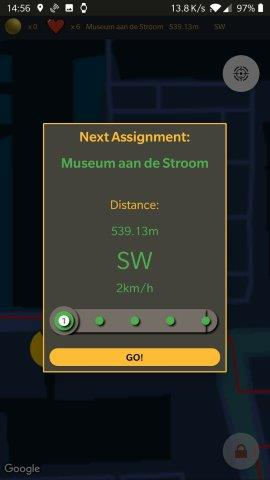 14:56 13.8 K/s 97%
x 0 x 6 Museum aan de Stroom 539.13m SW
Next Assignment:
Museum aan de Stroom
Distance:
539.13m
SW
2km/h
1
GO!
Google